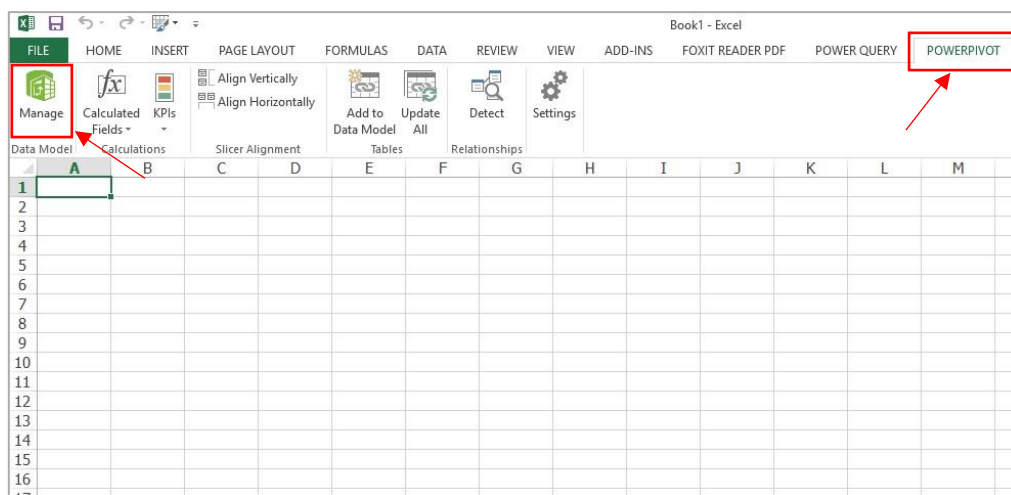 Book1 - Excel
FILE HOME INSERT PAGE LAYOUT FORMULAS DATA REVIEW VIEW ADD-INS FOXIT READER PDF POWER QUERY POWERPIVOT
Manage
Calculated Fields
KPIs
Align Vertically
Align Horizontally
Add to Data Model
Update All
Detect
Settings
Data Model Calculations Slicer Alignment Tables Relationships
A B C D E F G H I J K L M
1
2
3
4
5
6
7
8
9
10
11
12
13
14
15
16
17